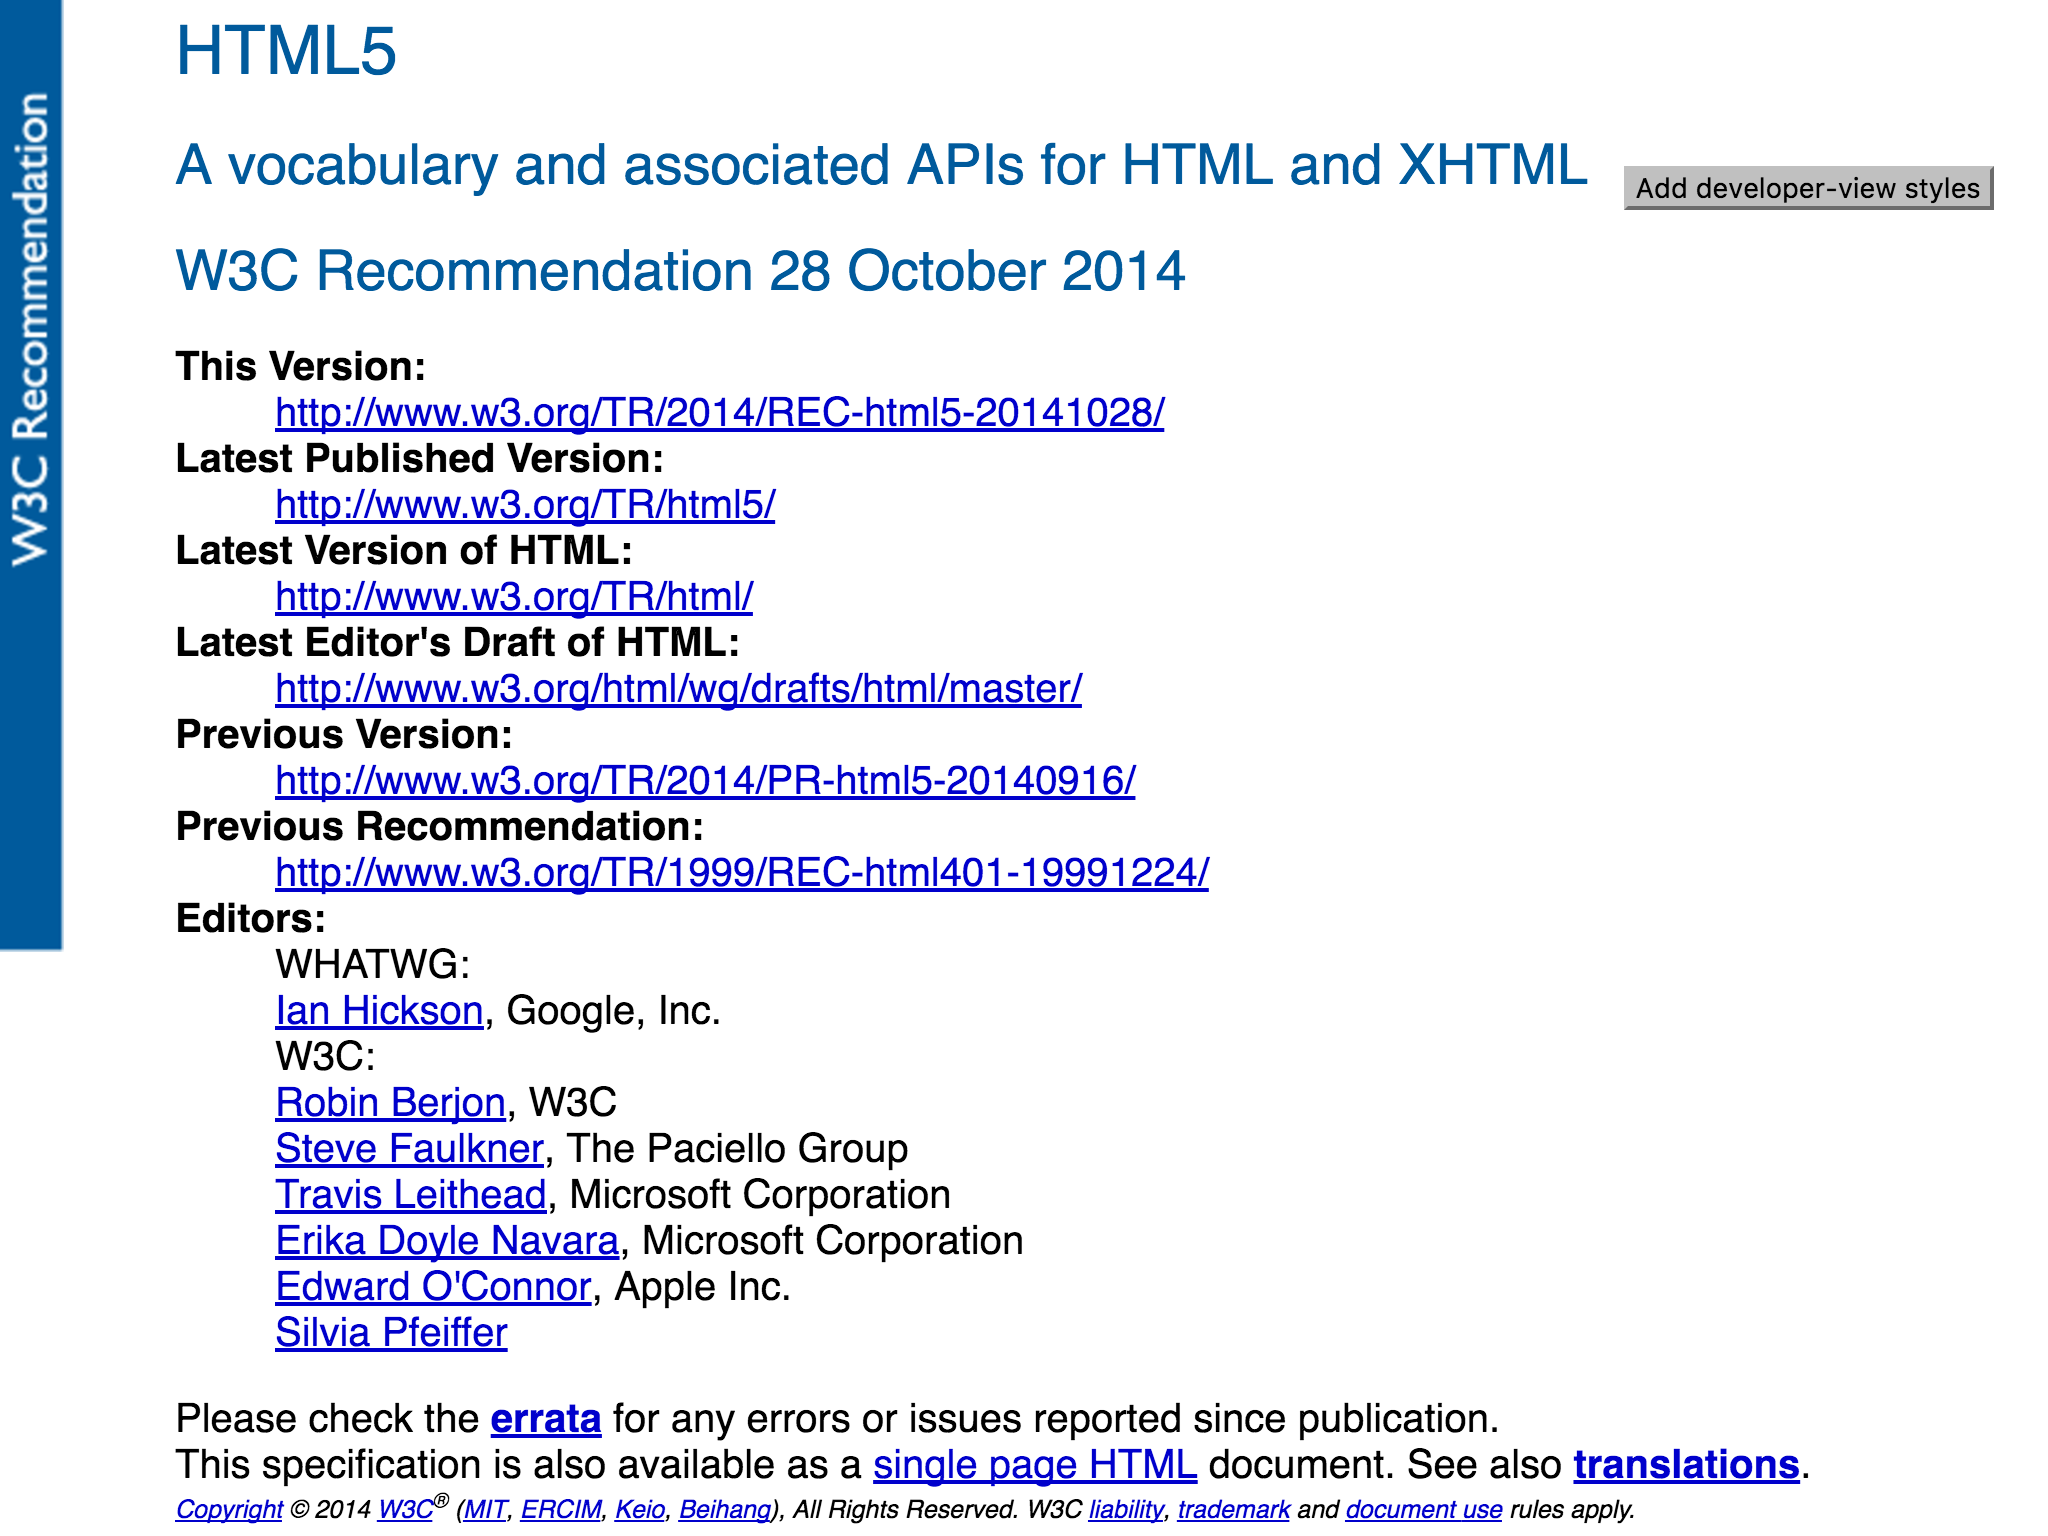 W3C Recommendation
HTML5
A vocabulary and associated APIs for HTML and XHTML
Add developer-view styles
W3C Recommendation 28 October 2014
This Version:
http://www.w3.org/TR/2014/REC-html5-20141028/
Latest Published Version:
http://www.w3.org/TR/html5/
Latest Version of HTML:
http://www.w3.org/TR/html/
Latest Editor's Draft of HTML:
http://www.w3.org/html/wg/drafts/html/master/
Previous Version:
http://www.w3.org/TR/2014/PR-html5-20140916/
Previous Recommendation:
http://www.w3.org/TR/1999/REC-html401-19991224/
Editors:
WHATWG:
Ian Hickson, Google, Inc.
W3C:
Robin Berjon, W3C
Steve Faulkner, The Paciello Group
Travis Leithead, Microsoft Corporation
Erika Doyle Navara, Microsoft Corporation
Edward O'Connor, Apple Inc.
Silvia Pfeiffer
Please check the errata for any errors or issues reported since publication.
This specification is also available as a single page HTML document. See also translations.
Copyright © 2014 W3C® (MIT, ERCIM, Keio, Beihang), All Rights Reserved. W3C liability, trademark and document use rules apply.